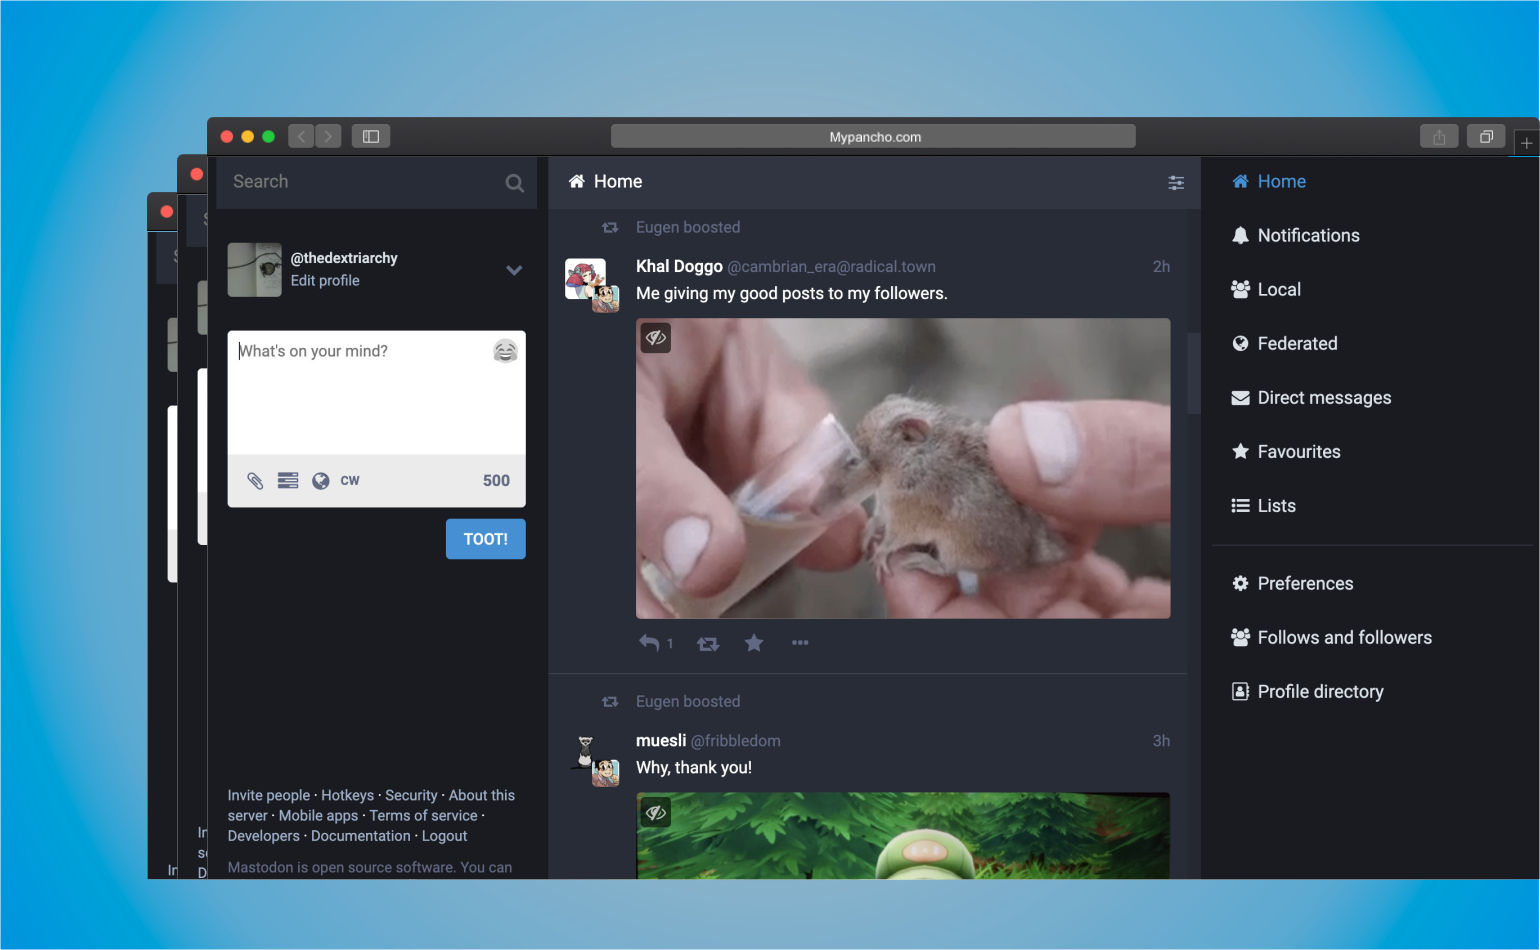 Mypancho.com
Search
@thedextriarchy
Edit profile
What's on your mind?
CW
500
TOOT!
Invite people · Hotkeys · Security · About this
server · Mobile apps · Terms of service ·
Developers · Documentation · Logout
Mastodon is open source software. You can
Home
Eugen boosted
Khal Doggo @cambrian_era@radical.town 2h
Me giving my good posts to my followers.
1
Eugen boosted
muesli @fribbledom 3h
Why, thank you!
Home
Notifications
Local
Federated
Direct messages
Favourites
Lists
Preferences
Follows and followers
Profile directory